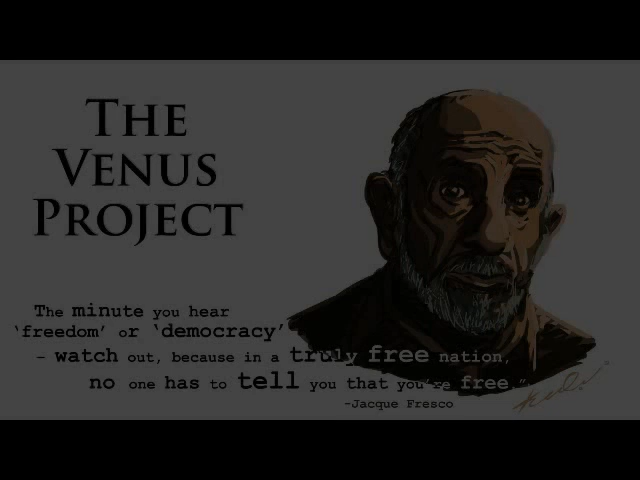 THE
VENUS
PROJECT
The minute you hear
‘freedom’ or ‘democracy’
– watch out, because in a truly free nation,
no one has to tell you that you're free.”
-Jacque Fresco